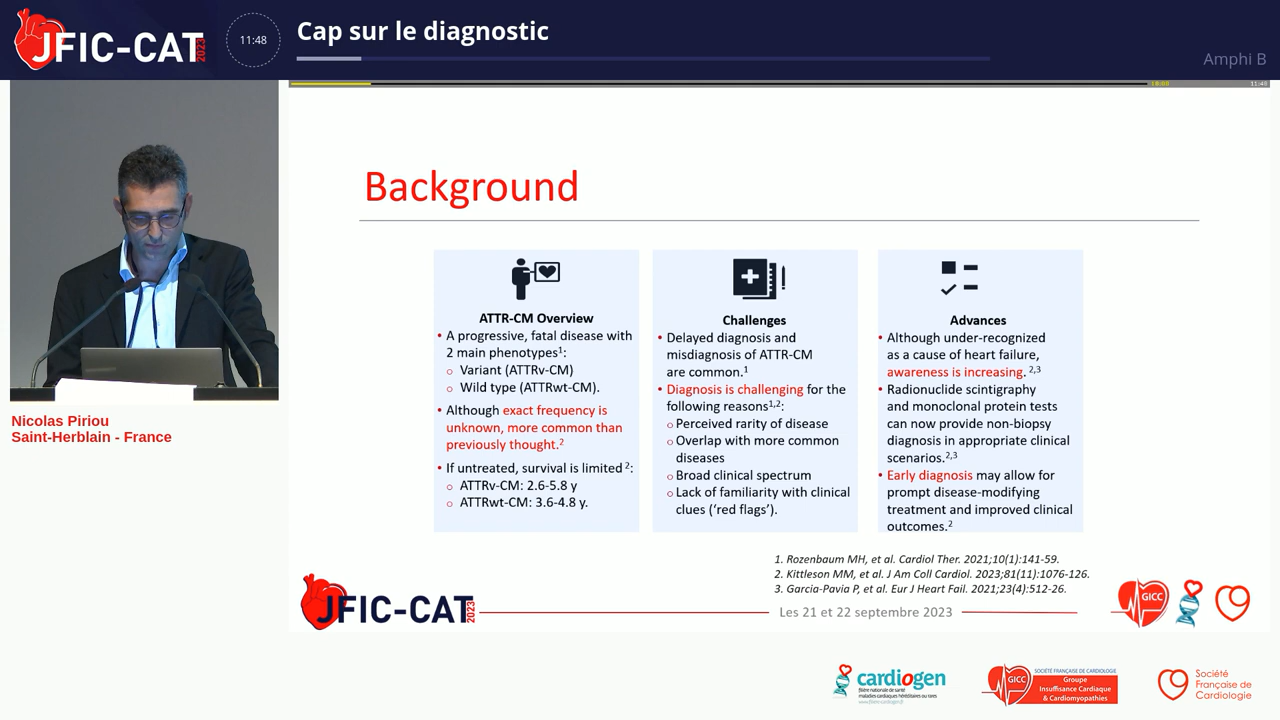 JFIC-CAT 2023
11:48
Cap sur le diagnostic
Amphi B
11:48
Nicolas Piriou
Saint-Herblain - France
Background
ATTR-CM Overview
• A progressive, fatal disease with
2 main phenotypes¹:
o Variant (ATTRv-CM)
o Wild type (ATTRwt-CM).
• Although exact frequency is
unknown, more common than
previously thought.²
• If untreated, survival is limited ²:
o ATTRv-CM: 2.6-5.8 y
o ATTRwt-CM: 3.6-4.8 y.
Challenges
• Delayed diagnosis and
misdiagnosis of ATTR-CM
are common.¹
• Diagnosis is challenging for the
following reasons¹,²:
o Perceived rarity of disease
o Overlap with more common
diseases
o Broad clinical spectrum
o Lack of familiarity with clinical
clues (‘red flags’).
Advances
• Although under-recognized
as a cause of heart failure,
awareness is increasing. ²,³
• Radionuclide scintigraphy
and monoclonal protein tests
can now provide non-biopsy
diagnosis in appropriate clinical
scenarios.²,³
• Early diagnosis may allow for
prompt disease-modifying
treatment and improved clinical
outcomes.²
1. Rozenbaum MH, et al. Cardiol Ther. 2021;10(1):141-59.
2. Kittleson MM, et al. J Am Coll Cardiol. 2023;81(11):1076-126.
3. Garcia-Pavia P, et al. Eur J Heart Fail. 2021;23(4):512-26.
JFIC-CAT 2023
Les 21 et 22 septembre 2023
GICC
cardiogen
filière nationale de santé
maladies cardiaques héréditaires ou rares
www.filiere-cardiogen.fr
GICC
SOCIÉTÉ FRANÇAISE DE CARDIOLOGIE
Groupe
Insuffisance Cardiaque
& Cardiomyopathies
Société
Française de
Cardiologie